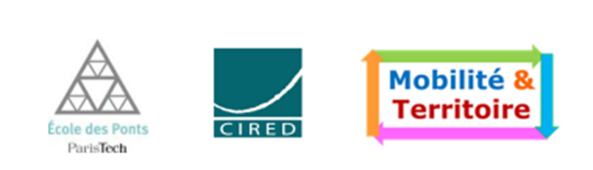 École des Ponts
ParisTech
CIRED
Mobilité &
Territoire